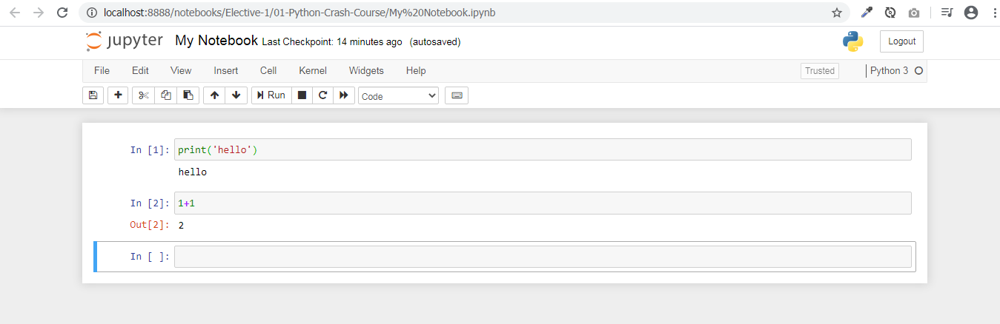 localhost:8888/notebooks/Elective-1/01-Python-Crash-Course/My%20Notebook.ipynb
jupyter My Notebook Last Checkpoint: 14 minutes ago (autosaved) Logout
File Edit View Insert Cell Kernel Widgets Help Trusted Python 3
Run Code
In [1]: print('hello')
hello
In [2]: 1+1
Out[2]: 2
In [ ]: